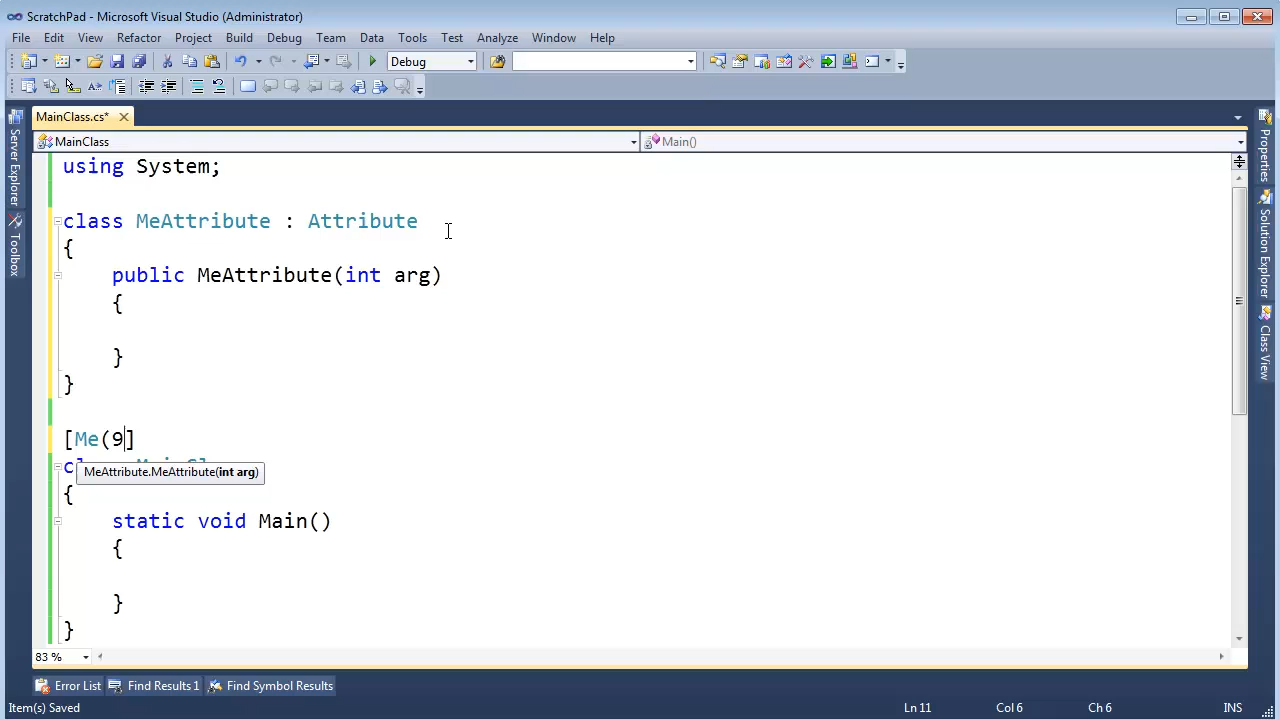 ScratchPad - Microsoft Visual Studio (Administrator)
File Edit View Refactor Project Build Debug Team Data Tools Test Analyze Window Help
Debug
MainClass.cs*
MainClass Main()
Server Explorer
Toolbox
Properties
Solution Explorer
Class View
using System;
class MeAttribute : Attribute
{
public MeAttribute(int arg)
{
}
}
[Me(9]
MeAttribute.MeAttribute(int arg)
{
static void Main()
{
}
}
83 %
Error List Find Results 1 Find Symbol Results
Item(s) Saved Ln 11 Col 6 Ch 6 INS